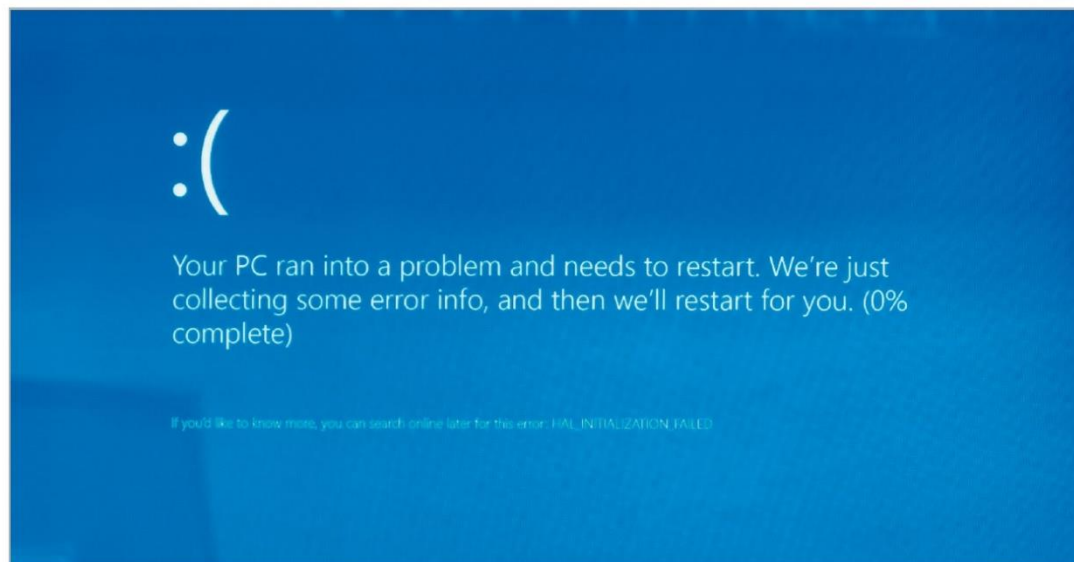 :(
Your PC ran into a problem and needs to restart. We're just
collecting some error info, and then we'll restart for you. (0%
complete)
If you'd like to know more, you can search online later for this error: HAL_INITIALIZATION_FAILED